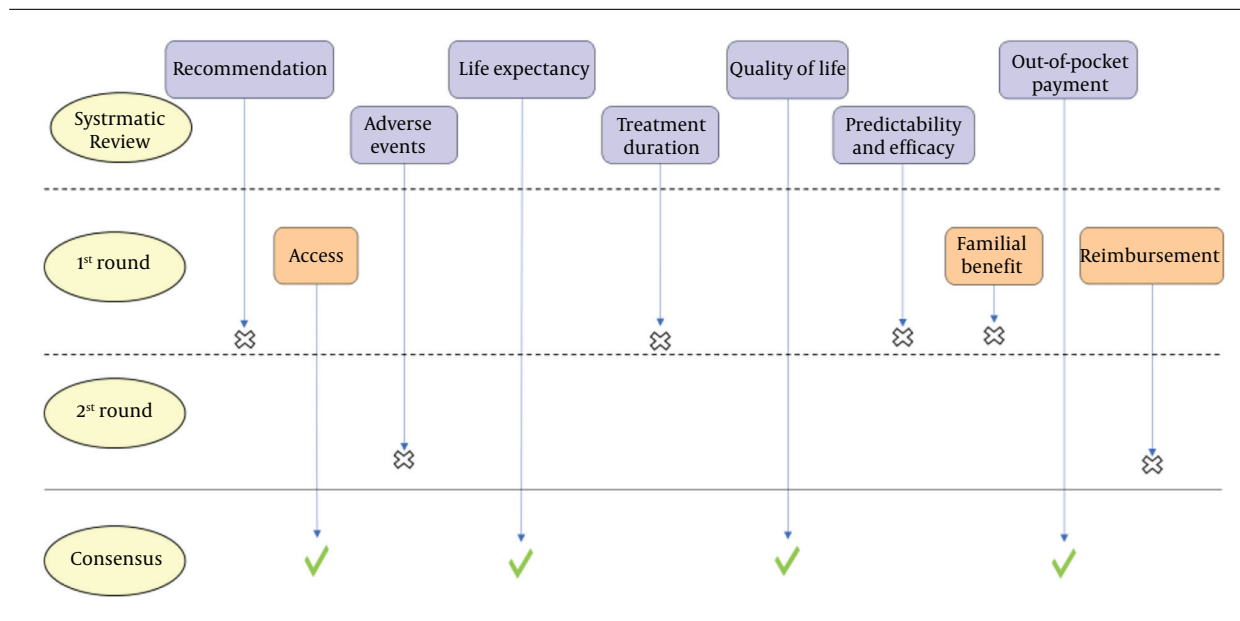 Recommendation
Life expectancy
Quality of life
Out-of-pocket
payment
Systrmatic
Review
Adverse
events
Treatment
duration
Predictability
and efficacy
1st round
Access
Familial
benefit
Reimbursement
2st round
Consensus